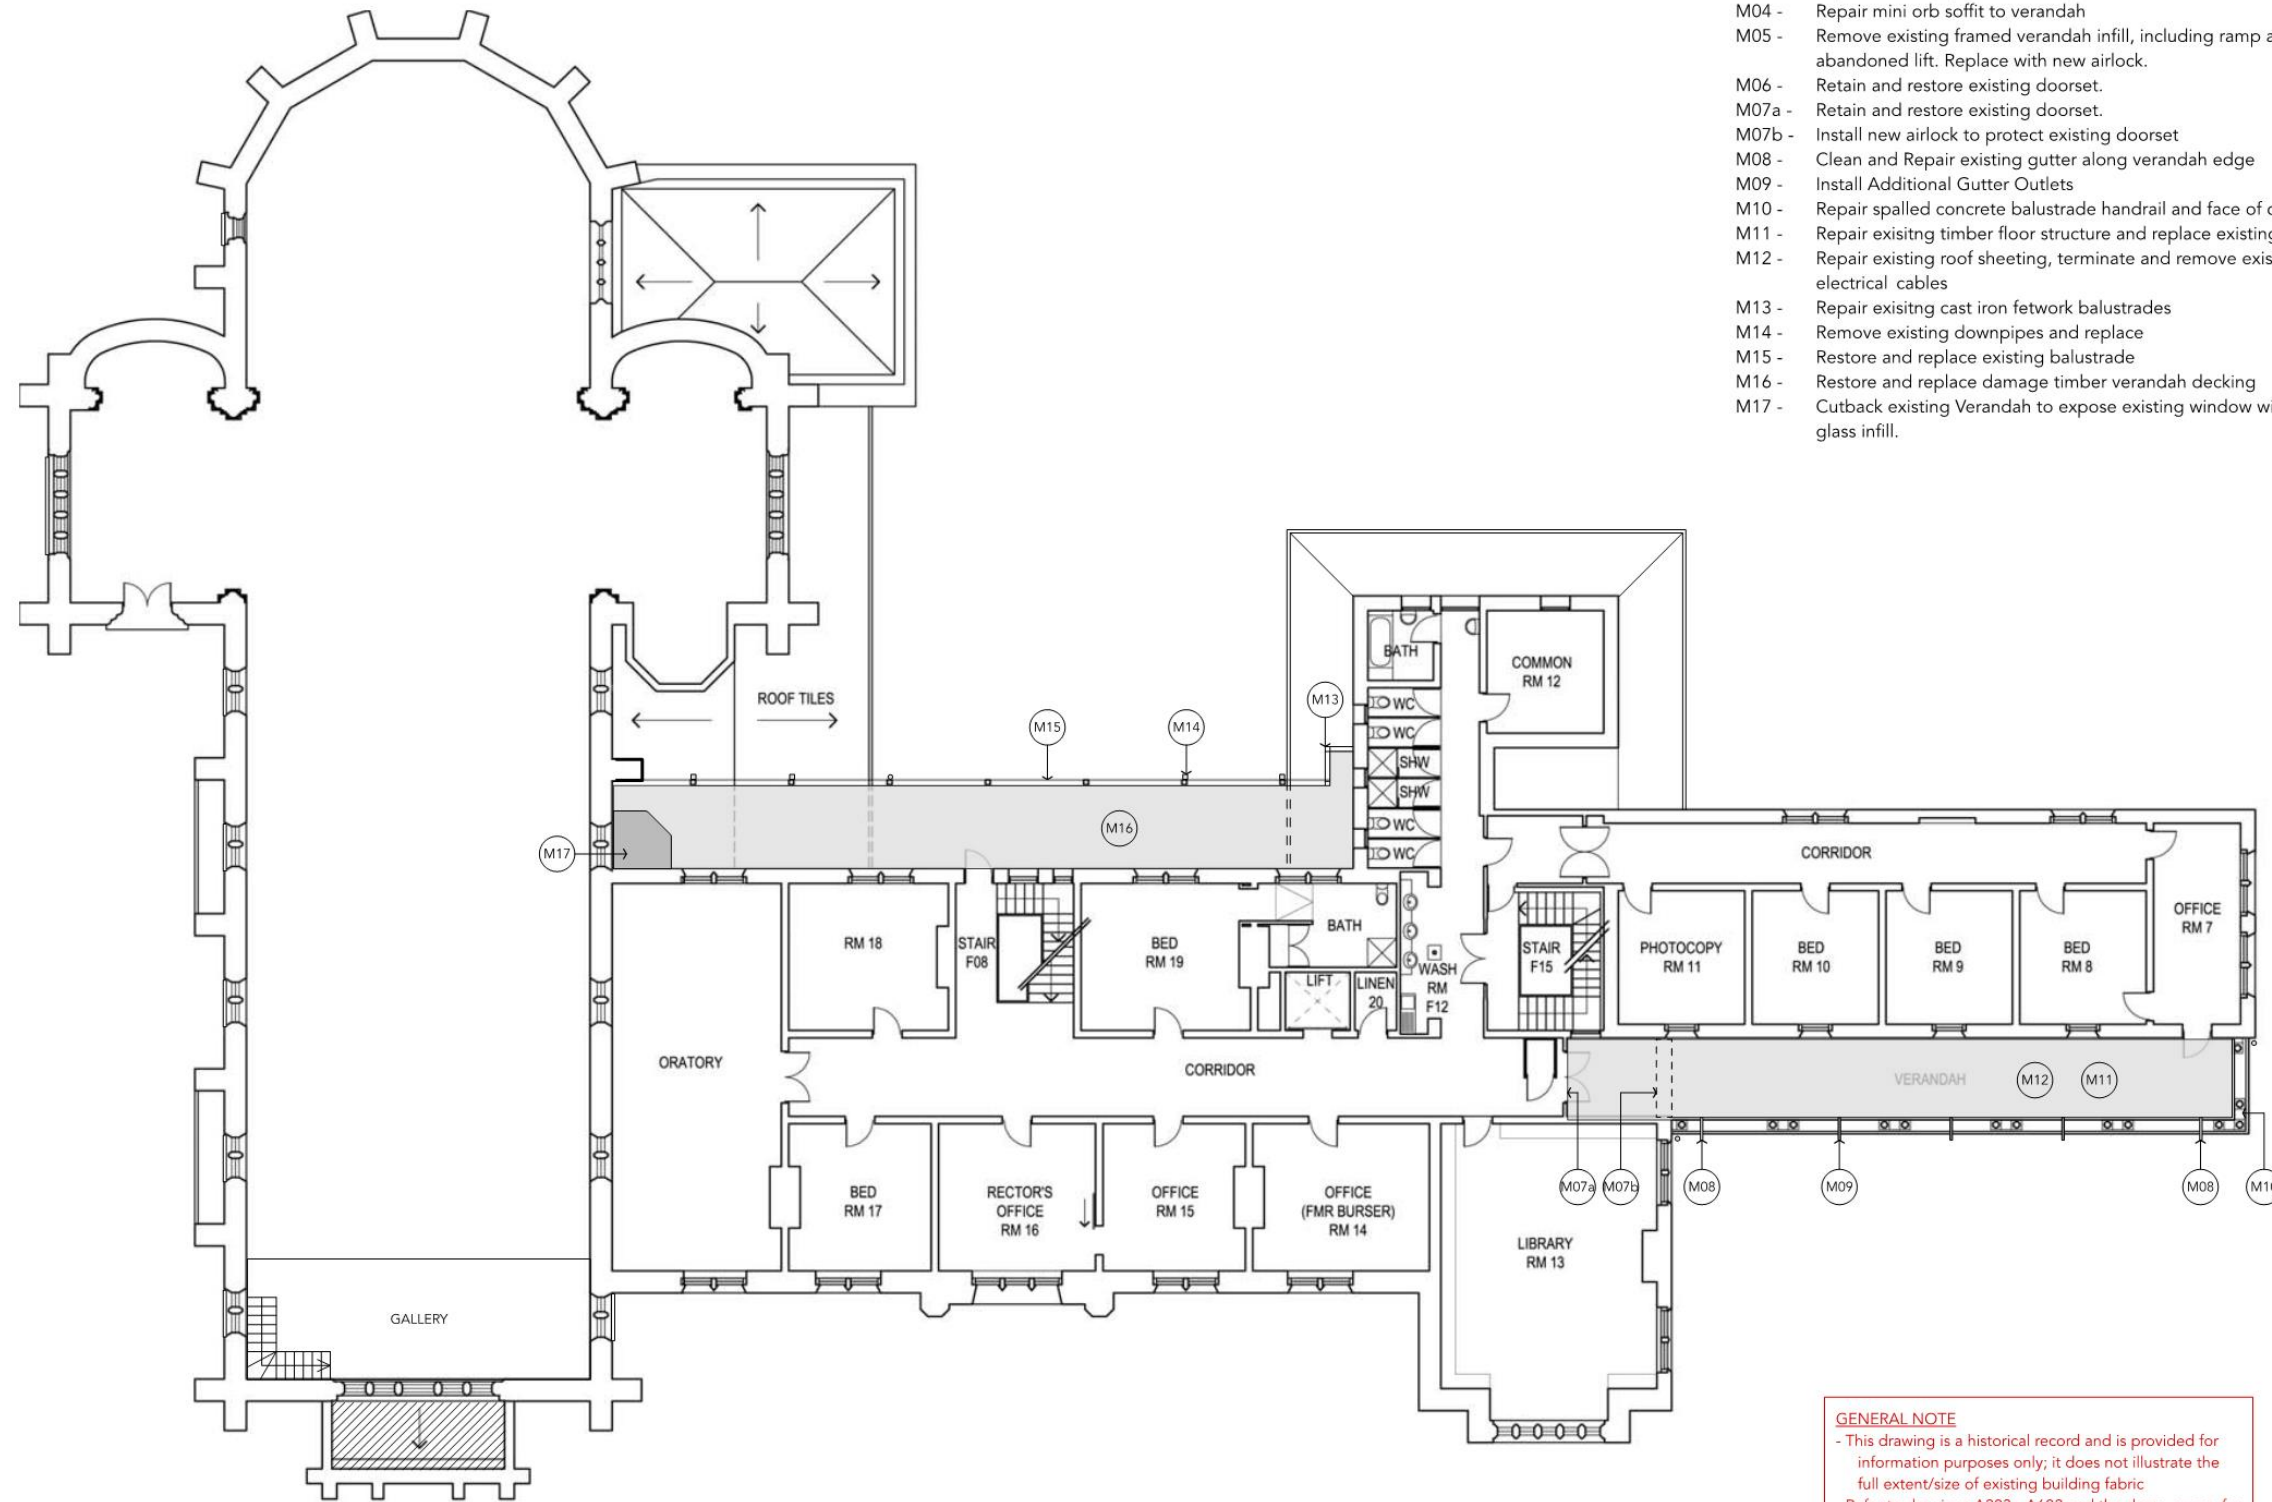 M04 - Repair mini orb soffit to verandah
M05 - Remove existing framed verandah infill, including ramp a
abandoned lift. Replace with new airlock.
M06 - Retain and restore existing doorset.
M07a - Retain and restore existing doorset.
M07b - Install new airlock to protect existing doorset
M08 - Clean and Repair existing gutter along verandah edge
M09 - Install Additional Gutter Outlets
M10 - Repair spalled concrete balustrade handrail and face of
M11 - Repair exisitng timber floor structure and replace existing
M12 - Repair existing roof sheeting, terminate and remove exis
electrical cables
M13 - Repair exisitng cast iron fetwork balustrades
M14 - Remove existing downpipes and replace
M15 - Restore and replace existing balustrade
M16 - Restore and replace damage timber verandah decking
M17 - Cutback existing Verandah to expose existing window wi
glass infill.
BATH
COMMON
RM 12
ROOF TILES
WC
WC
SHW
SHW
WC
WC
M13
M15
M14
M16
M17
CORRIDOR
RM 18
STAIR
F08
BED
RM 19
BATH
LIFT
LINEN
20
WASH
RM
F12
STAIR
F15
PHOTOCOPY
RM 11
BED
RM 10
BED
RM 9
BED
RM 8
OFFICE
RM 7
ORATORY
CORRIDOR
VERANDAH
M12
M11
BED
RM 17
RECTOR'S
OFFICE
RM 16
OFFICE
RM 15
OFFICE
(FMR BURSER)
RM 14
LIBRARY
RM 13
M07a
M07b
M08
M09
M08
GALLERY
GENERAL NOTE
- This drawing is a historical record and is provided for
information purposes only; it does not illustrate the
full extent/size of existing building fabric